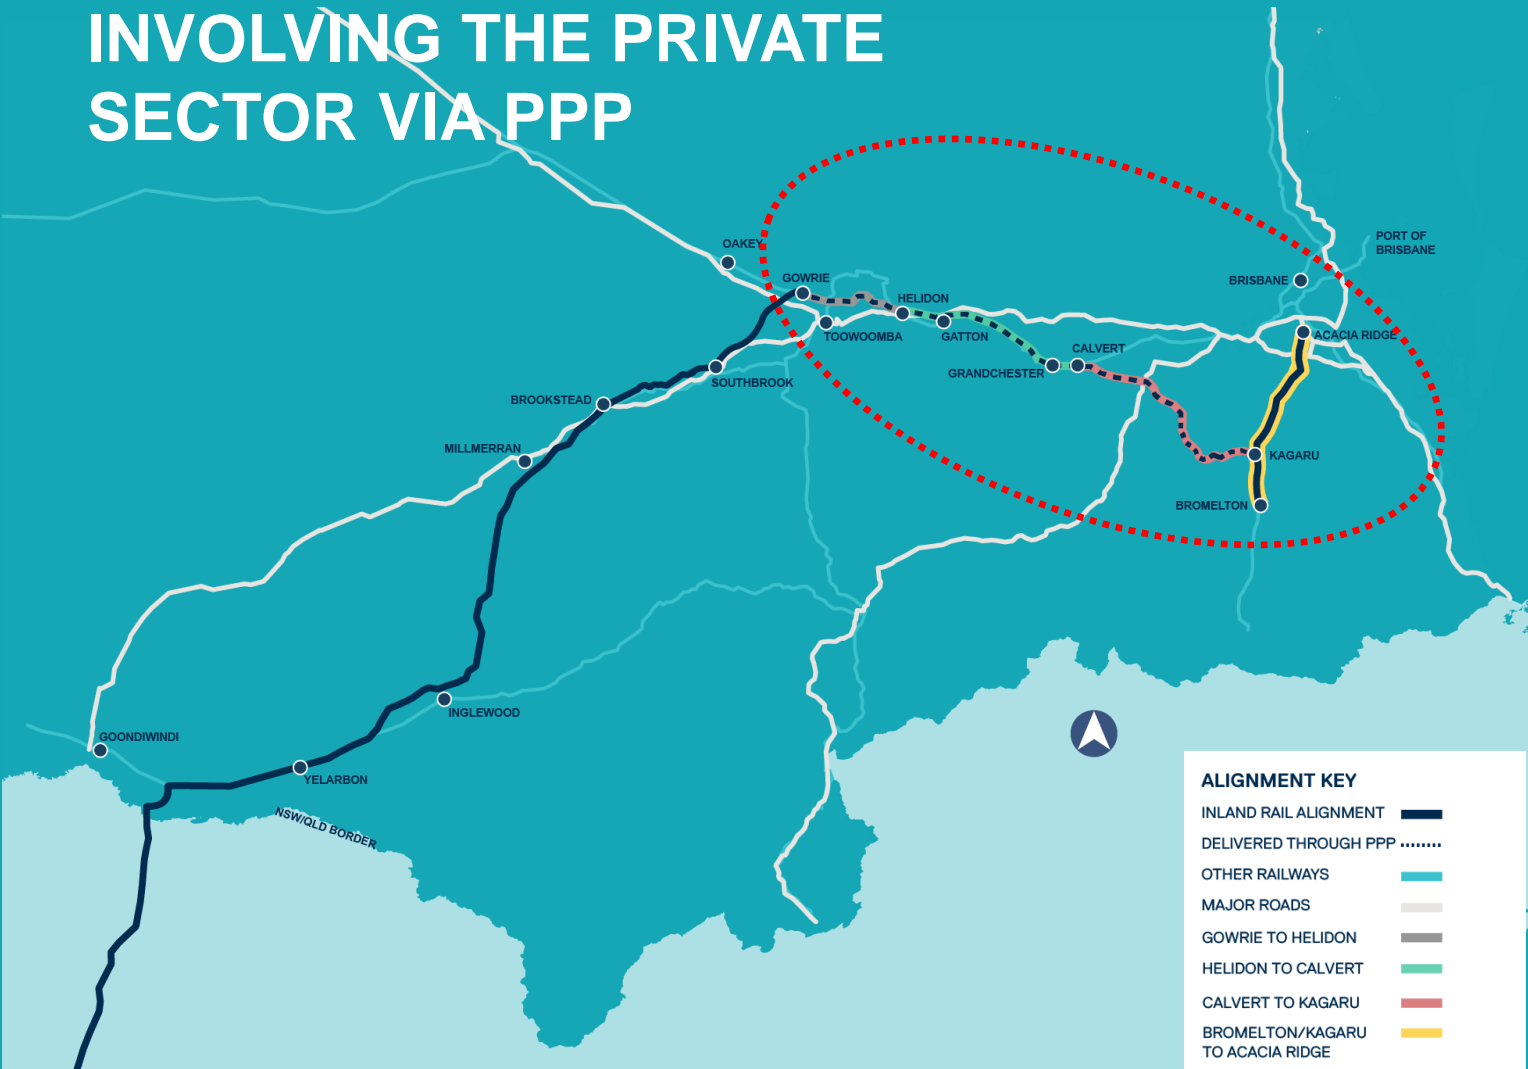 INVOLVING THE PRIVATE
SECTOR VIA PPP
OAKEY
GOWRIE
HELIDON
TOOWOOMBA
GATTON
GRANDCHESTER
CALVERT
BRISBANE
PORT OF
BRISBANE
ACACIA RIDGE
KAGARU
BROMELTON
SOUTHBROOK
BROOKSTEAD
MILLMERRAN
INGLEWOOD
GOONDIWINDI
YELARBON
NSW/QLD BORDER
ALIGNMENT KEY
INLAND RAIL ALIGNMENT
DELIVERED THROUGH PPP
OTHER RAILWAYS
MAJOR ROADS
GOWRIE TO HELIDON
HELIDON TO CALVERT
CALVERT TO KAGARU
BROMELTON/KAGARU
TO ACACIA RIDGE